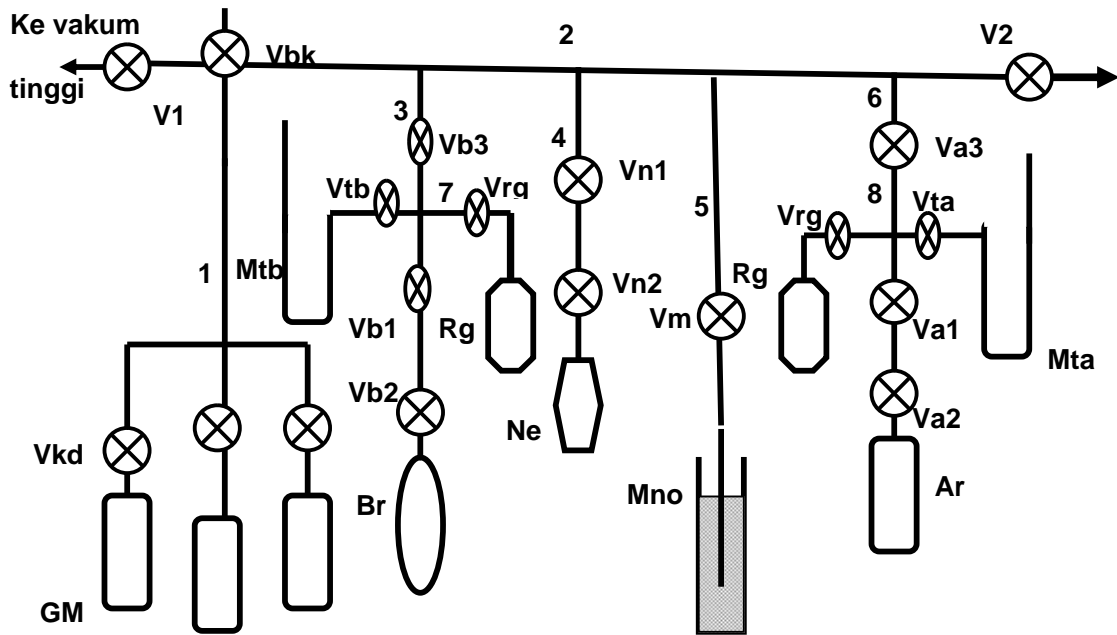 Ke vakum
tinggi
V1
Vbk
2
V2
3
Vb3
4
Vn1
6
Va3
Vtb
7
Vrg
5
8
Vrg
Vta
1
Mtb
Vb1
Rg
Vn2
Vm
Rg
Va1
Mta
Vkd
Vb2
Ne
Va2
Br
Mno
Ar
GM